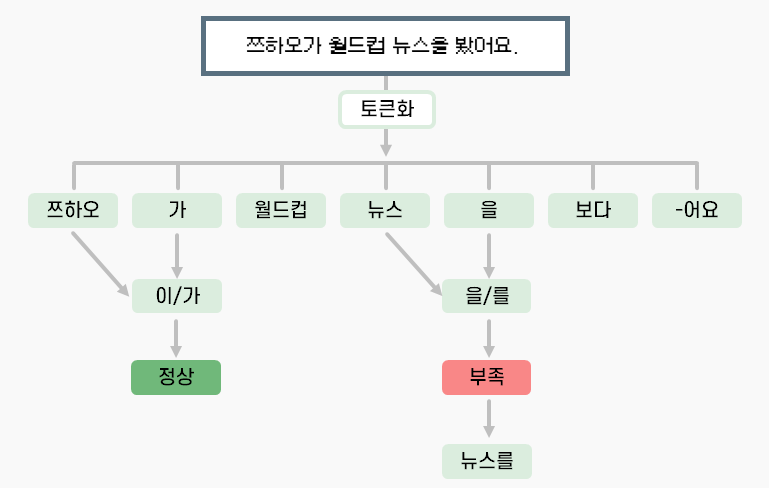 쯔하오가 월드컵 뉴스을 봤어요.
토큰화
쯔하오 가 월드컵 뉴스 을 보다 -어요
이/가 을/를
정상 부족
뉴스를